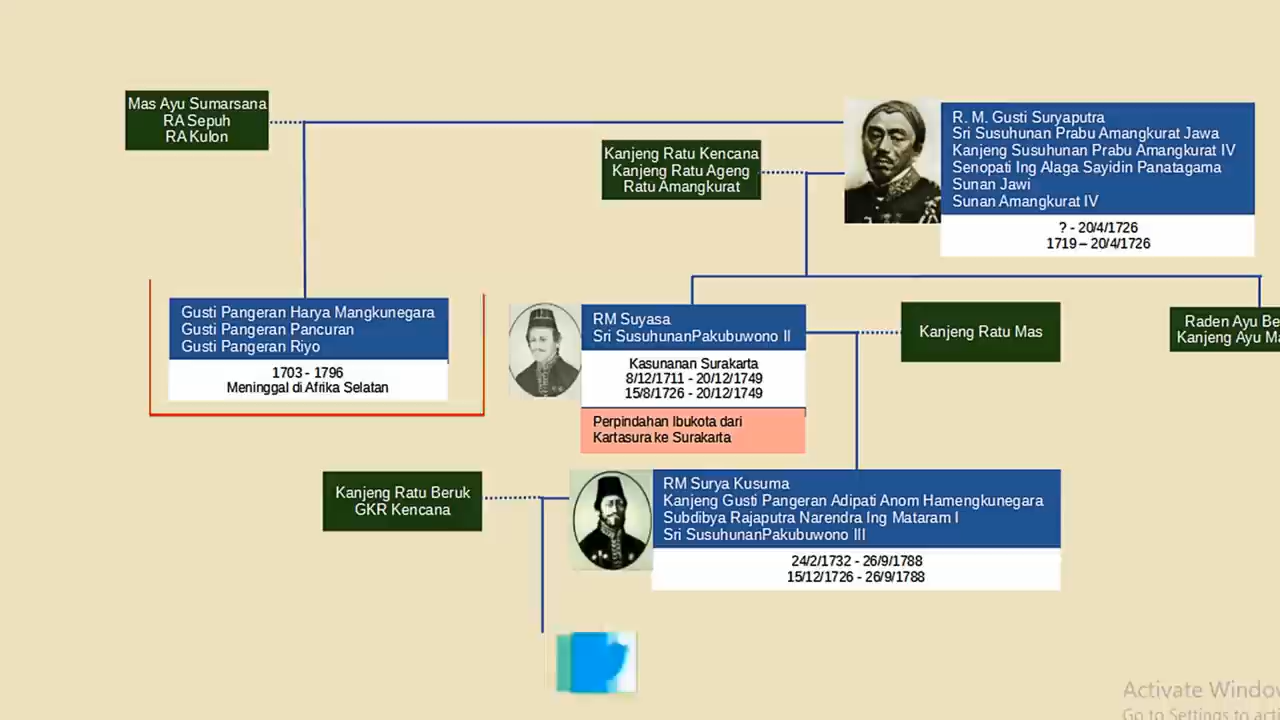 Mas Ayu Sumarsana
RA Sepuh
RA Kulon
R. M. Gusti Suryaputra
Sri Susuhunan Prabu Amangkurat Jawa
Kanjeng Susuhunan Prabu Amangkurat IV
Senopati Ing Alaga Sayidin Panatagama
Sunan Jawi
Sunan Amangkurat IV
? - 20/4/1726
1719 – 20/4/1726
Kanjeng Ratu Kencana
Kanjeng Ratu Ageng
Ratu Amangkurat
Gusti Pangeran Harya Mangkunegara
Gusti Pangeran Pancuran
Gusti Pangeran Riyo
1703 - 1796
Meninggal di Afrika Selatan
RM Suyasa
Sri SusuhunanPakubuwono II
Kasunanan Surakarta
8/12/1711 - 20/12/1749
15/8/1726 - 20/12/1749
Perpindahan Ibukota dari
Kartasura ke Surakarta
Kanjeng Ratu Mas
Raden Ayu
Kanjeng Ayu
Kanjeng Ratu Beruk
GKR Kencana
RM Surya Kusuma
Kanjeng Gusti Pangeran Adipati Anom Hamengkunegara
Subdibya Rajaputra Narendra Ing Mataram I
Sri SusuhunanPakubuwono III
24/2/1732 - 26/9/1788
15/12/1726 - 26/9/1788
Activate
Go to Settings to